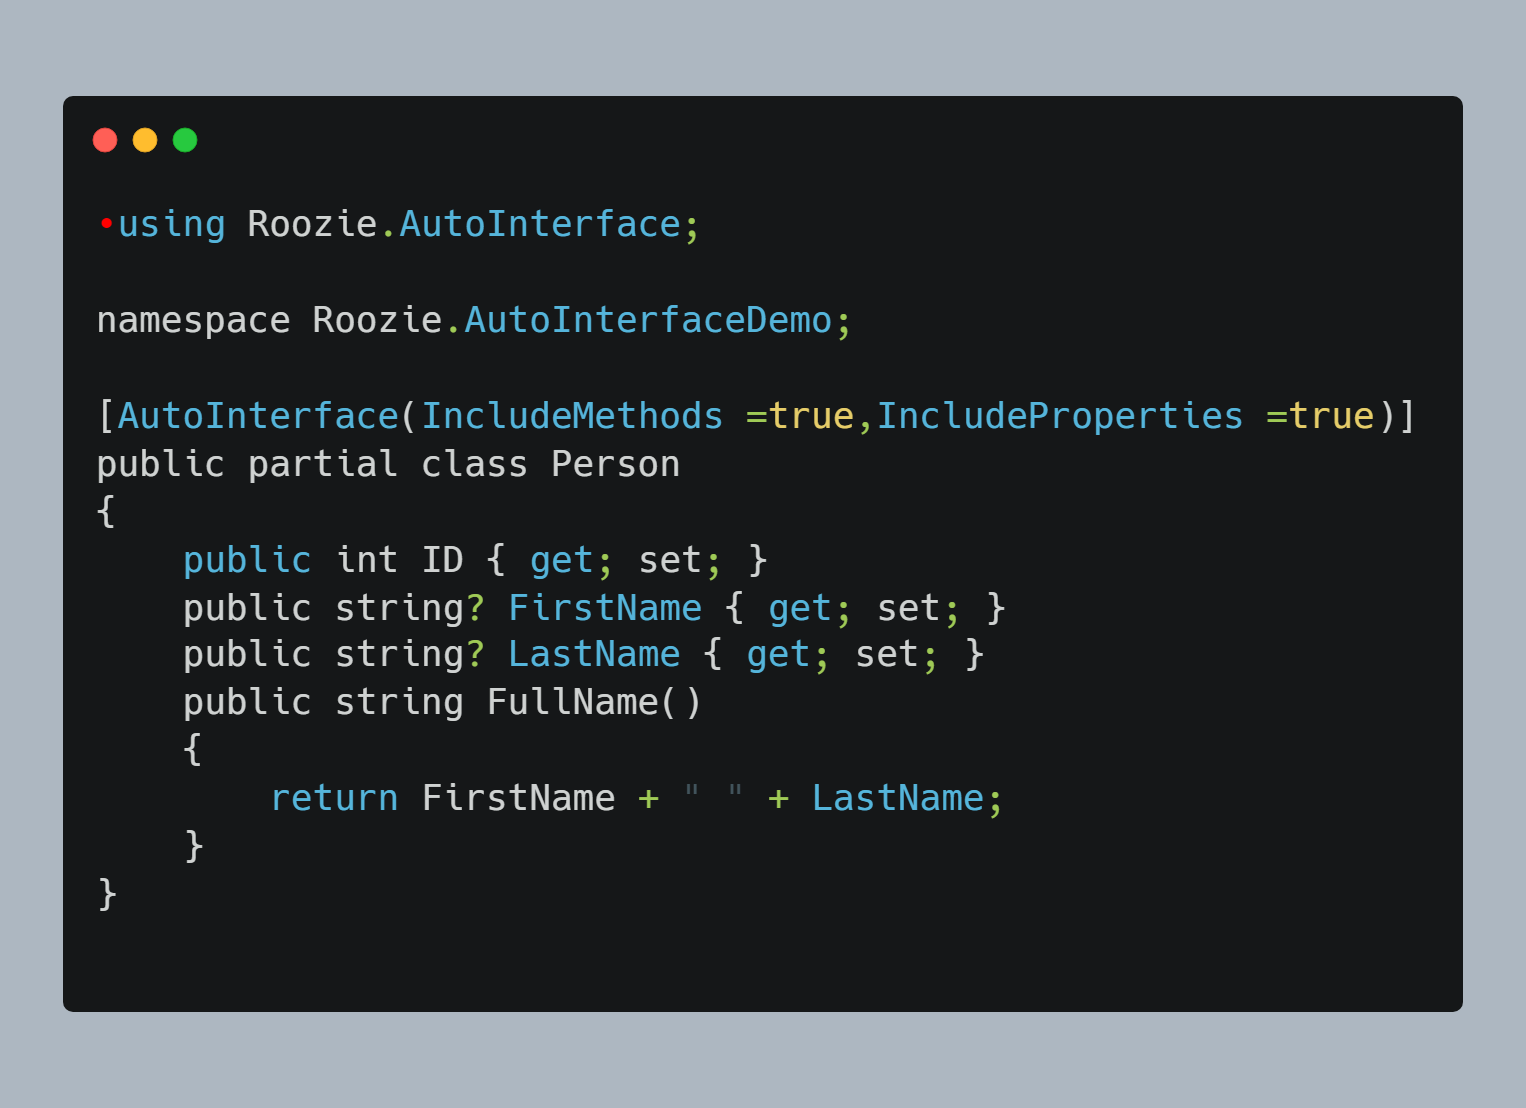 •using Roozie.AutoInterface;
namespace Roozie.AutoInterfaceDemo;
[AutoInterface(IncludeMethods =true,IncludeProperties =true)]
public partial class Person
{
    public int ID { get; set; }
    public string? FirstName { get; set; }
    public string? LastName { get; set; }
    public string FullName()
    {
        return FirstName + " " + LastName;
    }
}